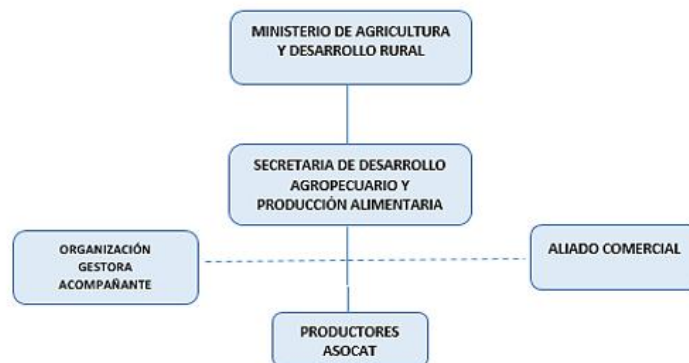 MINISTERIO DE AGRICULTURA
Y DESARROLLO RURAL
SECRETARIA DE DESARROLLO
AGROPECUARIO Y
PRODUCCIÓN ALIMENTARIA
ORGANIZACIÓN
GESTORA
ACOMPAÑANTE
ALIADO COMERCIAL
PRODUCTORES
ASOCAT